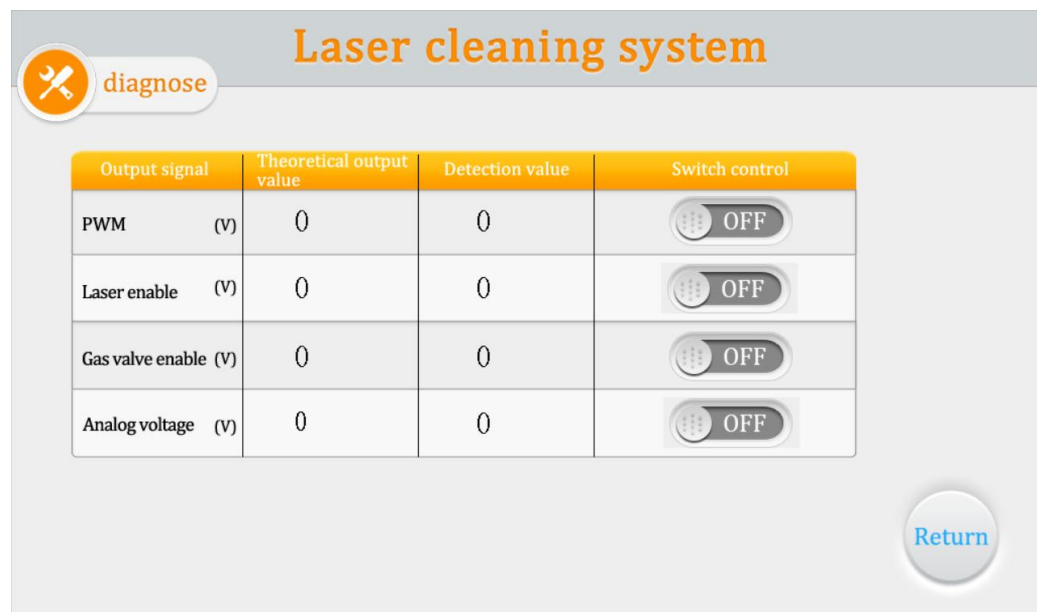 Laser cleaning system
diagnose
Output signal Theoretical output value Detection value Switch control
PWM (V) 0 0 OFF
Laser enable (V) 0 0 OFF
Gas valve enable (V) 0 0 OFF
Analog voltage (V) 0 0 OFF
Return